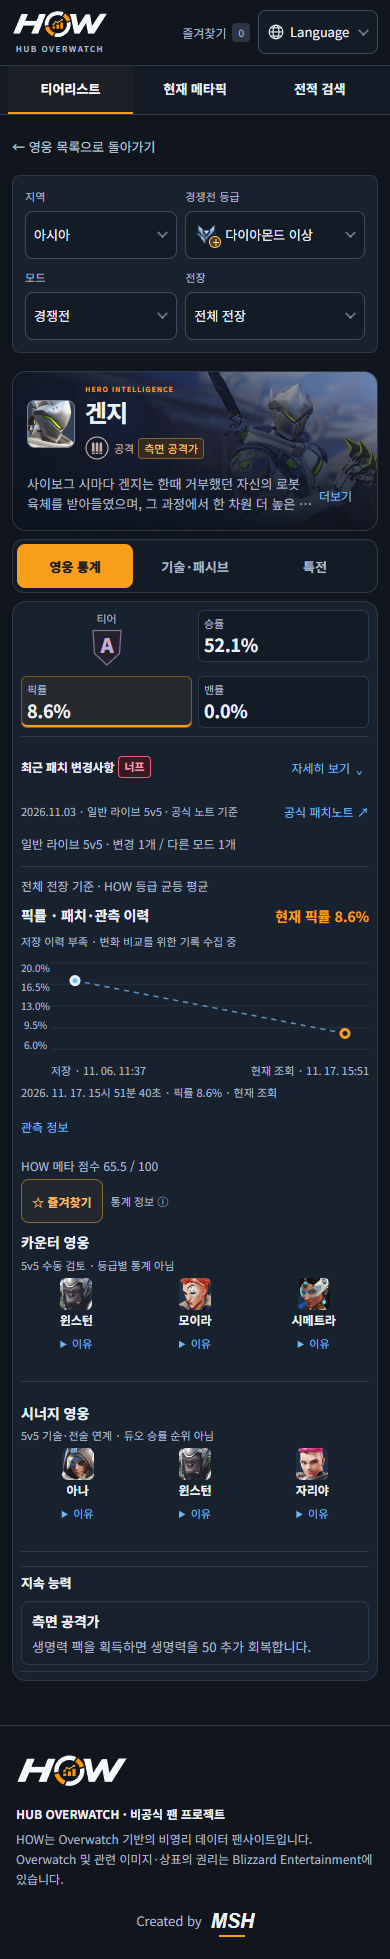 HOW
HUB OVERWATCH
즐겨찾기 0
Language
티어리스트 현재 메타픽 전적 검색
← 영웅 목록으로 돌아가기
지역 경쟁전 등급
아시아 다이아몬드 이상
모드 전장
경쟁전 전체 전장
HERO INTELLIGENCE
겐지
공격 측면 공격가
사이보그 시마다 겐지는 한때 거부했던 자신의 로봇
육체를 받아들였으며, 그 과정에서 한 차원 더 높은 … 더보기
영웅 통계 기술·패시브 특전
티어 승률
A 52.1%
픽률 밴률
8.6% 0.0%
최근 패치 변경사항 너프 자세히 보기
2026.11.03 · 일반 라이브 5v5 · 공식 노트 기준 공식 패치노트 ↗
일반 라이브 5v5 · 변경 1개 / 다른 모드 1개
전체 전장 기준 · HOW 등급 균등 평균
픽률 · 패치·관측 이력 현재 픽률 8.6%
저장 이력 부족 · 변화 비교를 위한 기록 수집 중
20.0%
16.5%
13.0%
9.5%
6.0%
저장 · 11. 06. 11:37 현재 조회 · 11. 17. 15:51
2026. 11. 17. 15시 51분 40초 · 픽률 8.6% · 현재 조회
관측 정보
HOW 메타 점수 65.5 / 100
☆ 즐겨찾기 통계 정보 ⓘ
카운터 영웅
5v5 수동 검토 · 등급별 통계 아님
윈스턴 모이라 시메트라
▶ 이유 ▶ 이유 ▶ 이유
시너지 영웅
5v5 기술·전술 연계 · 듀오 승률 순위 아님
아나 윈스턴 자리야
▶ 이유 ▶ 이유 ▶ 이유
지속 능력
측면 공격가
생명력 팩을 획득하면 생명력을 50 추가 회복합니다.
HOW
HUB OVERWATCH · 비공식 팬 프로젝트
HOW는 Overwatch 기반의 비영리 데이터 팬사이트입니다.
Overwatch 및 관련 이미지·상표의 권리는 Blizzard Entertainment에
있습니다.
Created by MSH